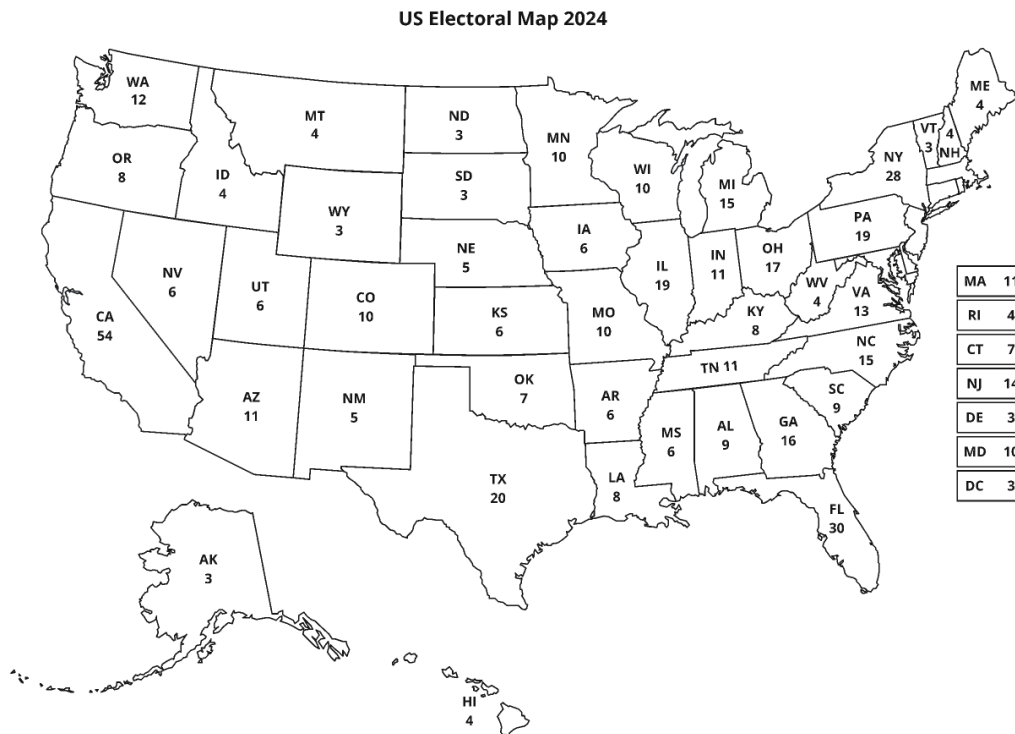 US Electoral Map 2024
WA
12
MT
4
ND
3
MN
10
ME
4
VT
3
4
NH
OR
8
ID
4
SD
3
WI
10
MI
15
NY
28
WY
3
PA
19
IA
6
NE
5
NV
6
UT
6
CO
10
IL
19
IN
11
OH
17
WV
4
VA
13
MA 11
RI 4
CT 7
NJ 14
DE 3
MD 10
DC 3
CA
54
KS
6
MO
10
KY
8
NC
15
TN 11
AZ
11
NM
5
OK
7
AR
6
SC
9
MS
6
AL
9
GA
16
TX
20
LA
8
FL
30
AK
3
HI
4